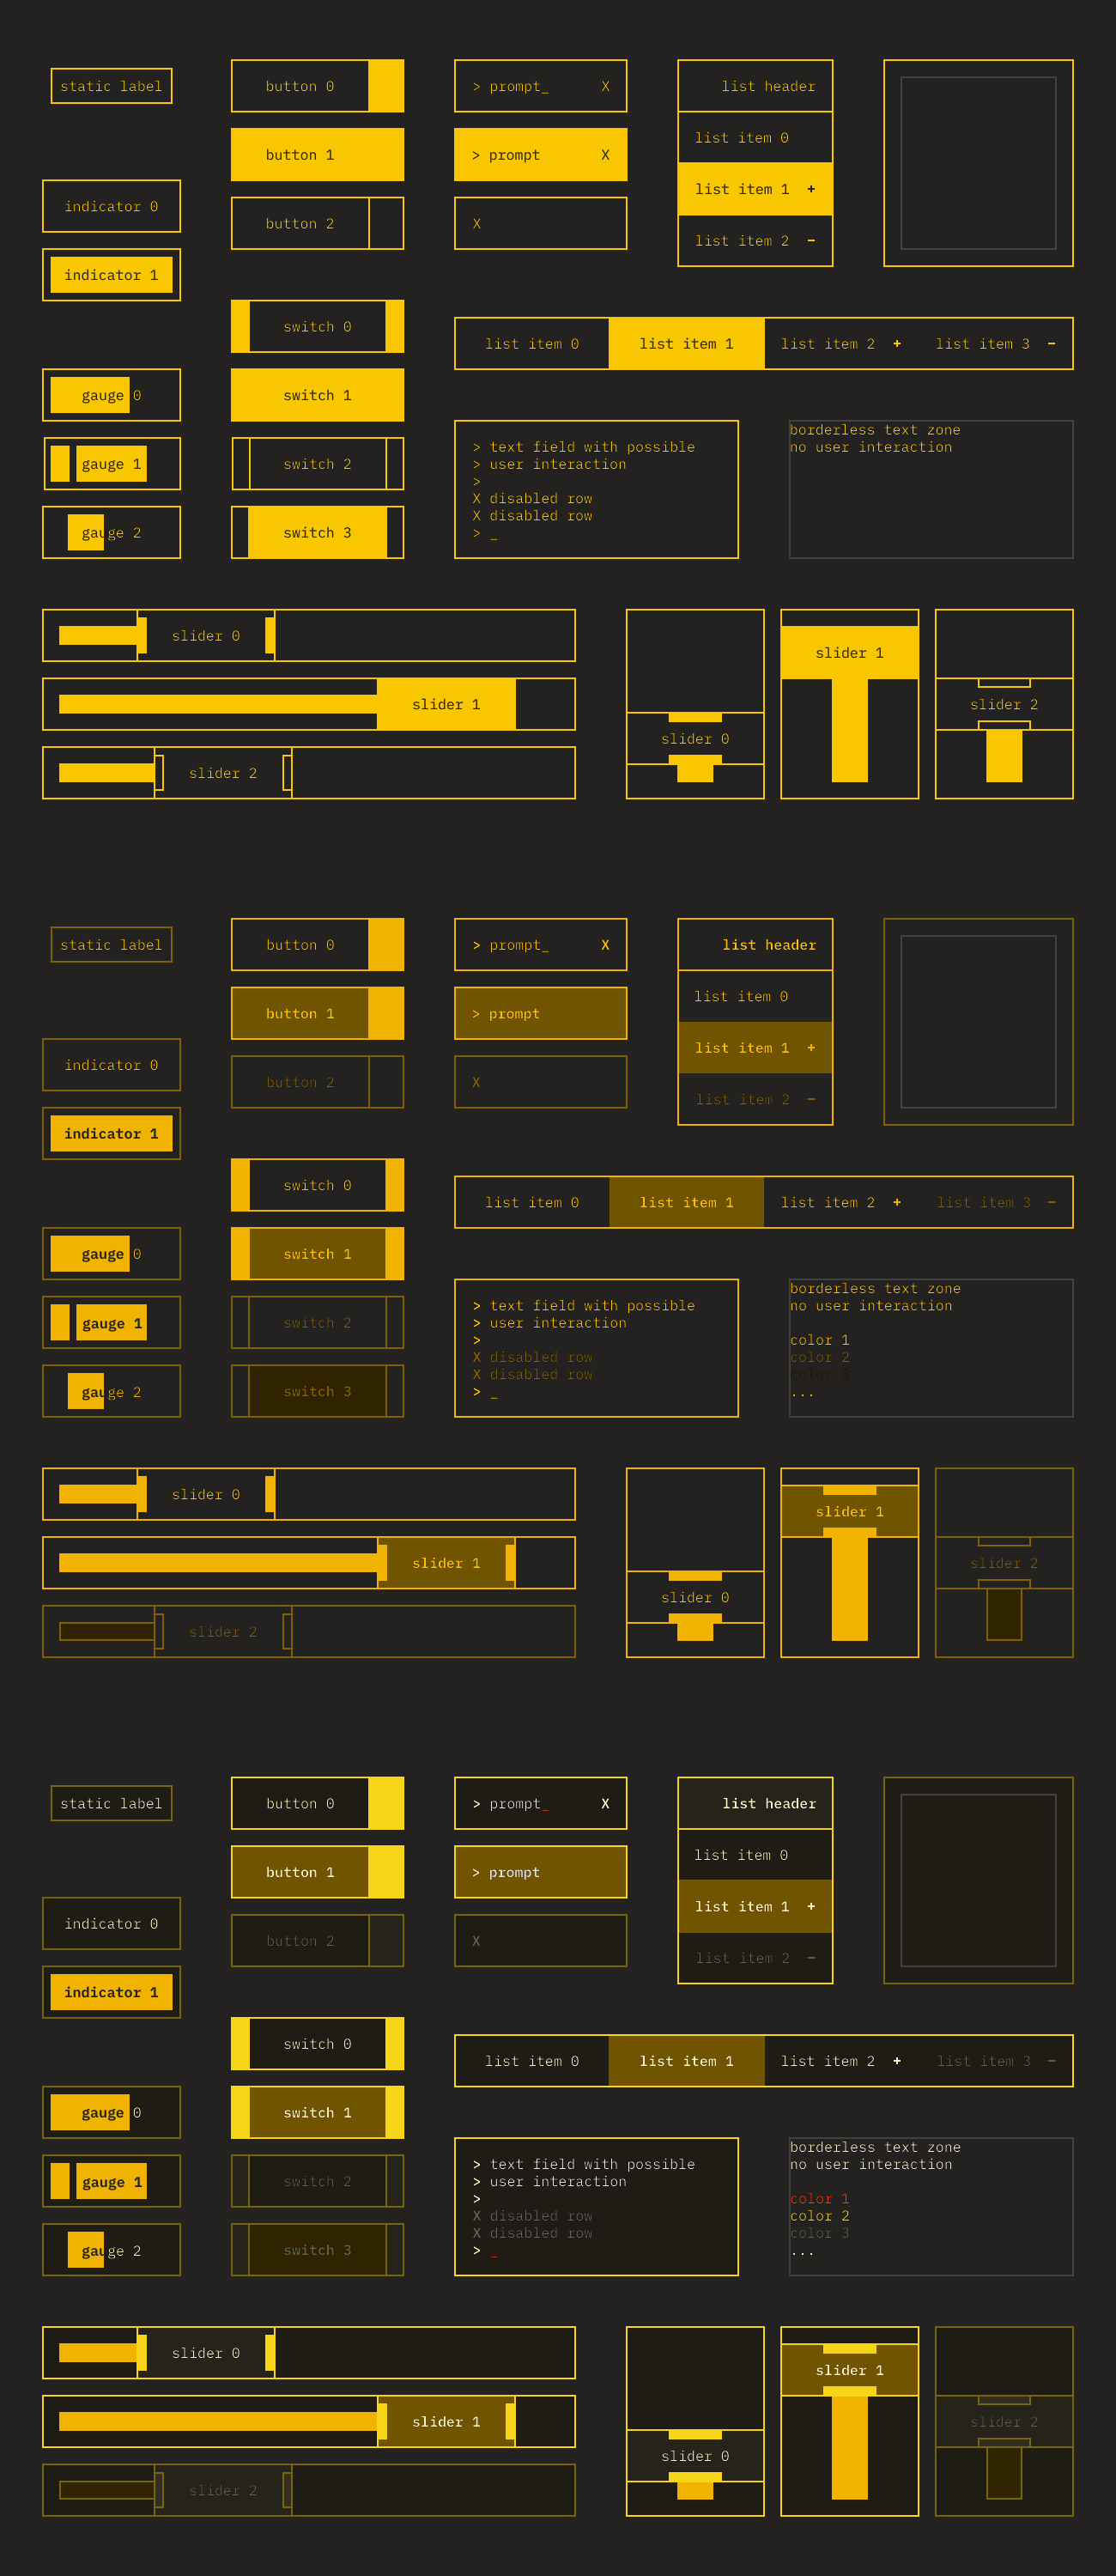 static label
button 0
> prompt_ X
list header
list item 0
button 1
> prompt X
list item 1 +
indicator 0
button 2
X
list item 2 −
indicator 1
switch 0
list item 0 list item 1 list item 2 + list item 3 −
gauge 0
switch 1
> text field with possible
> user interaction
>
X disabled row
X disabled row
> _
borderless text zone
no user interaction
gauge 1
switch 2
gauge 2
switch 3
slider 0
slider 1
slider 2
slider 0
slider 1
slider 2
static label
button 0
> prompt_ X
list header
list item 0
button 1
> prompt
list item 1 +
indicator 0
button 2
X
list item 2 −
indicator 1
switch 0
list item 0 list item 1 list item 2 + list item 3 −
gauge 0
switch 1
> text field with possible
> user interaction
>
X disabled row
X disabled row
> _
borderless text zone
no user interaction
color 1
color 2
color 3
...
gauge 1
switch 2
gauge 2
switch 3
slider 0
slider 1
slider 2
slider 0
slider 1
slider 2
static label
button 0
> prompt_ X
list header
list item 0
button 1
> prompt
list item 1 +
indicator 0
button 2
X
list item 2 −
indicator 1
switch 0
list item 0 list item 1 list item 2 + list item 3 −
gauge 0
switch 1
> text field with possible
> user interaction
>
X disabled row
X disabled row
> _
borderless text zone
no user interaction
color 1
color 2
color 3
...
gauge 1
switch 2
gauge 2
switch 3
slider 0
slider 1
slider 2
slider 0
slider 1
slider 2